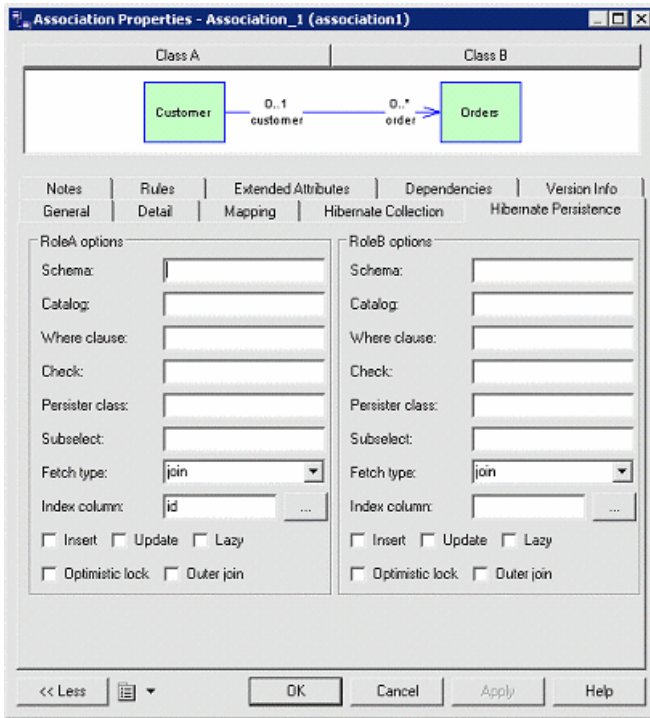 Association Properties - Association_1 (association1)
Class A Class B
Customer 0..1 customer 0..* order Orders
Notes Rules Extended Attributes Dependencies Version Info
General Detail Mapping Hibernate Collection Hibernate Persistence
RoleA options RoleB options
Schema: Schema:
Catalog: Catalog:
Where clause: Where clause:
Check: Check:
Persister class: Persister class:
Subselect: Subselect:
Fetch type: join Fetch type: join
Index column: id ... Index column: ...
Insert Update Lazy Insert Update Lazy
Optimistic lock Outer join Optimistic lock Outer join
<< Less OK Cancel Apply Help